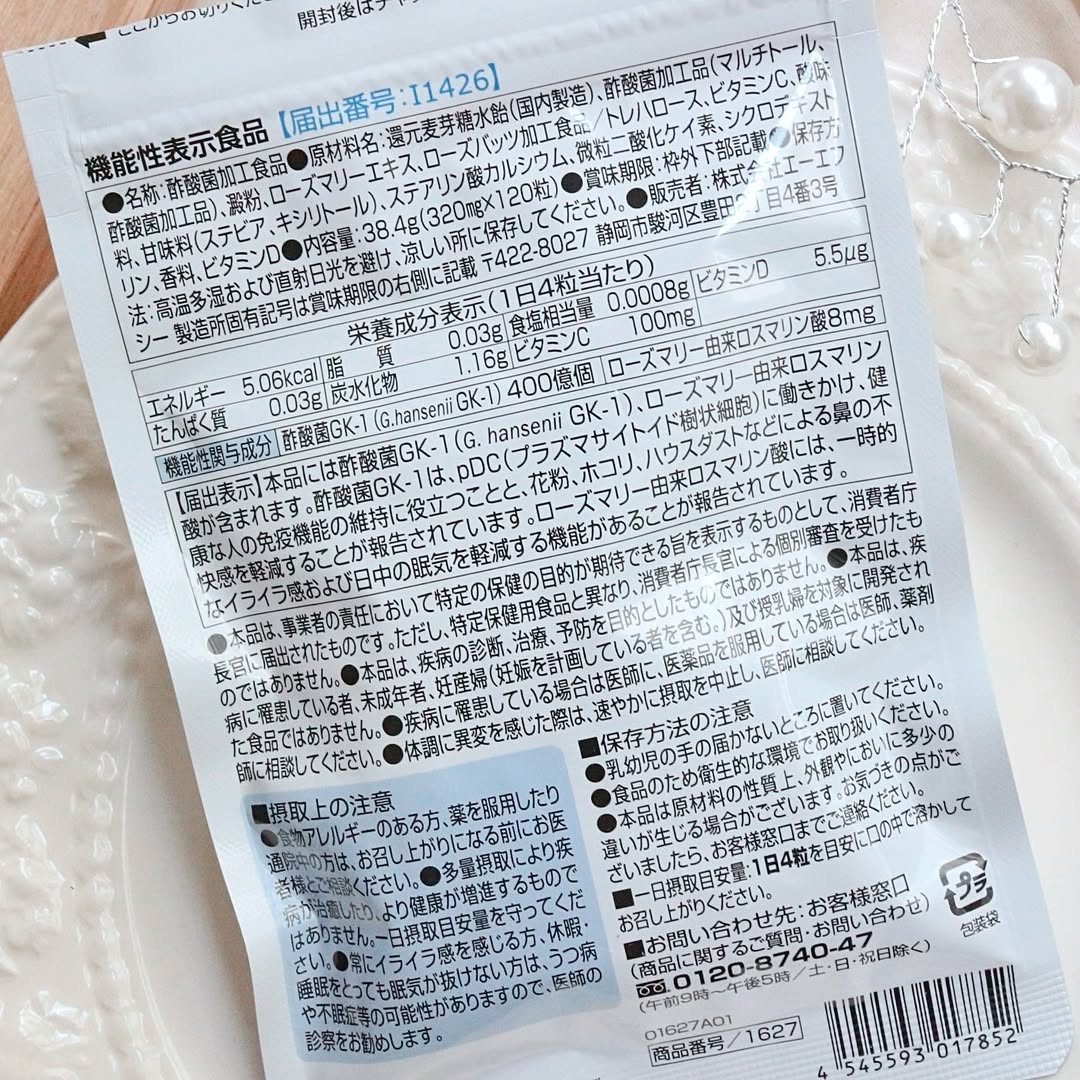 ここからお切りくだ
開封後はチャッ
機能性表示食品【届出番号:I1426】
●名称:酢酸菌加工食品●原材料名:還元麦芽糖水飴(国内製造)、酢酸菌加工品(マルチトール、
酢酸菌加工品)、澱粉、ローズマリーエキス、ローズバッツ加工食品/トレハロース、ビタミンC、酸味
料、甘味料(ステビア、キシリトール)、ステアリン酸カルシウム、微粒二酸化ケイ素、シクロデキスト
リン、香料、ビタミンD●内容量:38.4g(320mg×120粒)●賞味期限:枠外下部記載●保存方
法:高温多湿および直射日光を避け、涼しい所に保存してください。●販売者:株式会社エーエフ
シー 製造所固有記号は賞味期限の右側に記載 〒422-8027 静岡市駿河区豊田2丁目4番3号
栄養成分表示(1日4粒当たり)
エネルギー 5.06kcal 脂質 0.03g 食塩相当量 0.0008g ビタミンD 5.5μg
たんぱく質 0.03g 炭水化物 1.16g ビタミンC 100mg
機能性関与成分 酢酸菌GK-1(G.hansenii GK-1) 400億個 ローズマリー由来ロスマリン酸8mg
【届出表示】本品には酢酸菌GK-1(G. hansenii GK-1)、ローズマリー由来ロスマリン
酸が含まれます。酢酸菌GK-1は、pDC(プラズマサイトイド樹状細胞)に働きかけ、健
康な人の免疫機能の維持に役立つことと、花粉、ホコリ、ハウスダストなどによる鼻の不
快感を軽減することが報告されています。ローズマリー由来ロスマリン酸には、一時的
なイライラ感および日中の眠気を軽減する機能があることが報告されています。
●本品は、事業者の責任において特定の保健の目的が期待できる旨を表示するものとして、消費者庁
長官に届出されたものです。ただし、特定保健用食品と異なり、消費者庁長官による個別審査を受けたも
のではありません。●本品は、疾病の診断、治療、予防を目的としたものではありません。●本品は、疾
病に罹患している者、未成年者、妊産婦(妊娠を計画している者を含む。)及び授乳婦を対象に開発され
た食品ではありません。●疾病に罹患している場合は医師に、医薬品を服用している場合は医師、薬剤
師に相談してください。●体調に異変を感じた際は、速やかに摂取を中止し、医師に相談してください。
■摂取上の注意
●食物アレルギーのある方、薬を服用したり
通院中の方は、お召し上がりになる前にお医
者様とご相談ください。●多量摂取により疾
病が治癒したり、より健康が増進するもので
はありません。一日摂取目安量を守ってくだ
さい。●常にイライラ感を感じる方、休暇・
睡眠をとっても眠気が抜けない方は、うつ病
や不眠症等の可能性がありますので、医師の
診察をお勧めします。
■保存方法の注意
●乳幼児の手の届かないところに置いてください。
●食品のため衛生的な環境でお取り扱いください。
●本品は原材料の性質上、外観やにおいに多少の
違いが生じる場合がございます。お気づきの点がご
ざいましたら、お客様窓口までご連絡ください。
■一日摂取目安量:1日4粒を目安に口の中で溶かして
お召し上がりください。
■お問い合わせ先:お客様窓口
(商品に関するご質問・お問い合わせ)
0120-8740-47
(午前9時～午後5時/土・日・祝日除く)
プラ
包装袋
01627A01
商品番号/1627
4 545593 017852